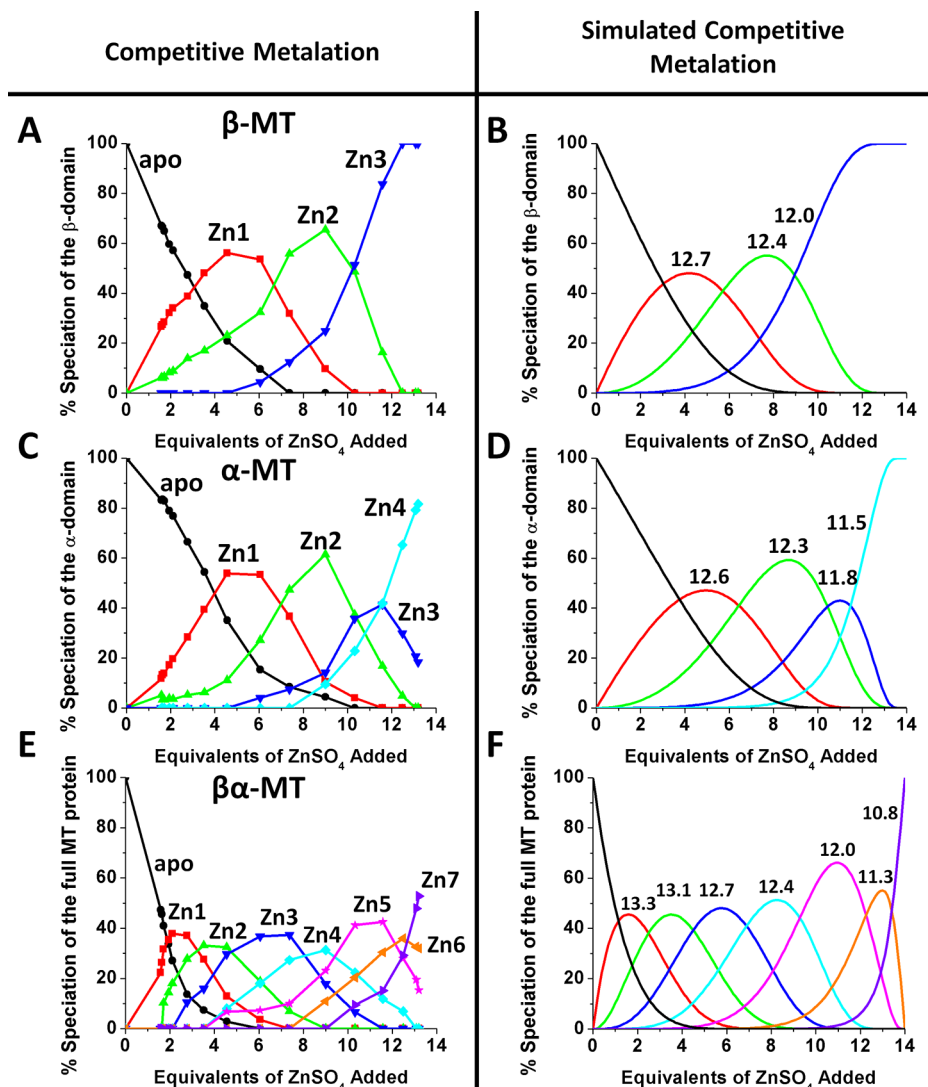 Competitive Metalation
Simulated Competitive
Metalation
A
β-MT
apo
Zn1
Zn2
Zn3
% Speciation of the β-domain
100
80
60
40
20
0
0 2 4 6 8 10 12 14
Equivalents of ZnSO₄ Added
B
12.7
12.4
12.0
% Speciation of the β-domain
100
80
60
40
20
0
0 2 4 6 8 10 12 14
Equivalents of ZnSO₄ Added
C
α-MT
apo
Zn1
Zn2
Zn4
Zn3
% Speciation of the α-domain
100
80
60
40
20
0
0 2 4 6 8 10 12 14
Equivalents of ZnSO₄ Added
D
12.6
12.3
11.8
11.5
% Speciation of the α-domain
100
80
60
40
20
0
0 2 4 6 8 10 12 14
Equivalents of ZnSO₄ Added
E
βα-MT
apo
Zn1
Zn2
Zn3
Zn4
Zn5
Zn7
Zn6
% Speciation of the full MT protein
100
80
60
40
20
0
0 2 4 6 8 10 12 14
Equivalents of ZnSO₄ Added
F
13.3
13.1
12.7
12.4
12.0
11.3
10.8
% Speciation of the full MT protein
100
80
60
40
20
0
0 2 4 6 8 10 12 14
Equivalents of ZnSO₄ Added